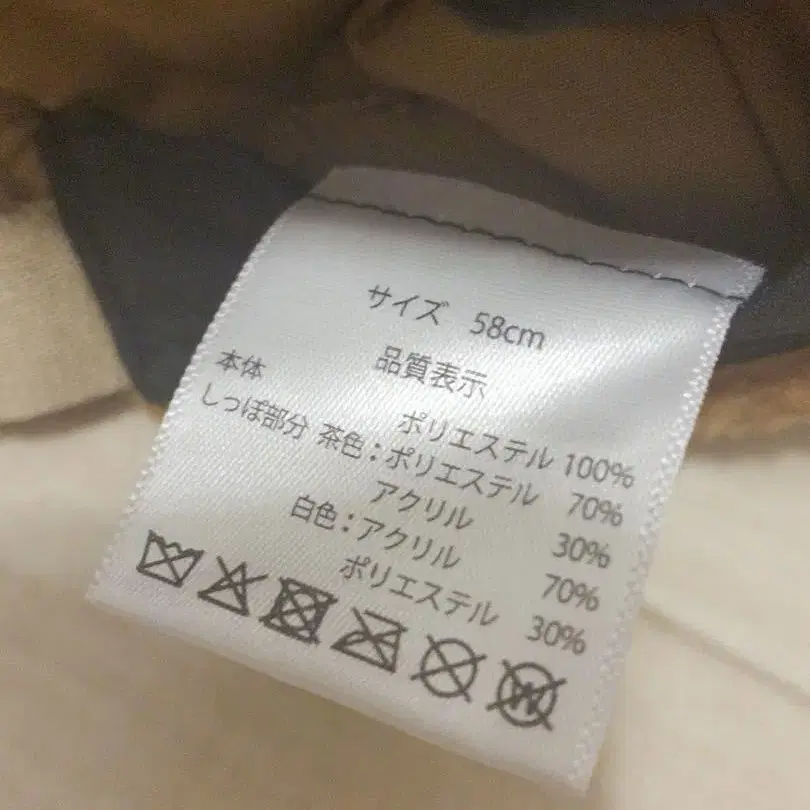 サイズ 58cm
品質表示
本体 ポリエステル 100%
しっぽ部分 茶色：ポリエステル 70%
アクリル 30%
白色：アクリル 70%
ポリエステル 30%
W